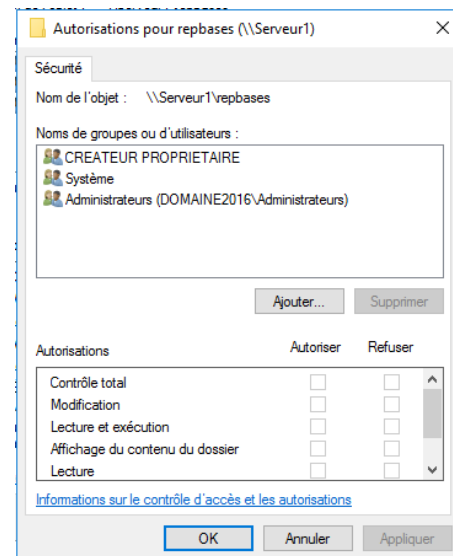 Autorisations pour repbases (\\Serveur1)
Sécurité
Nom de l'objet : \\Serveur1\repbases
Noms de groupes ou d'utilisateurs :
CREATEUR PROPRIETAIRE
Système
Administrateurs (DOMAINE2016\Administrateurs)
Ajouter... Supprimer
Autorisations Autoriser Refuser
Contrôle total
Modification
Lecture et exécution
Affichage du contenu du dossier
Lecture
Informations sur le contrôle d'accès et les autorisations
OK Annuler Appliquer